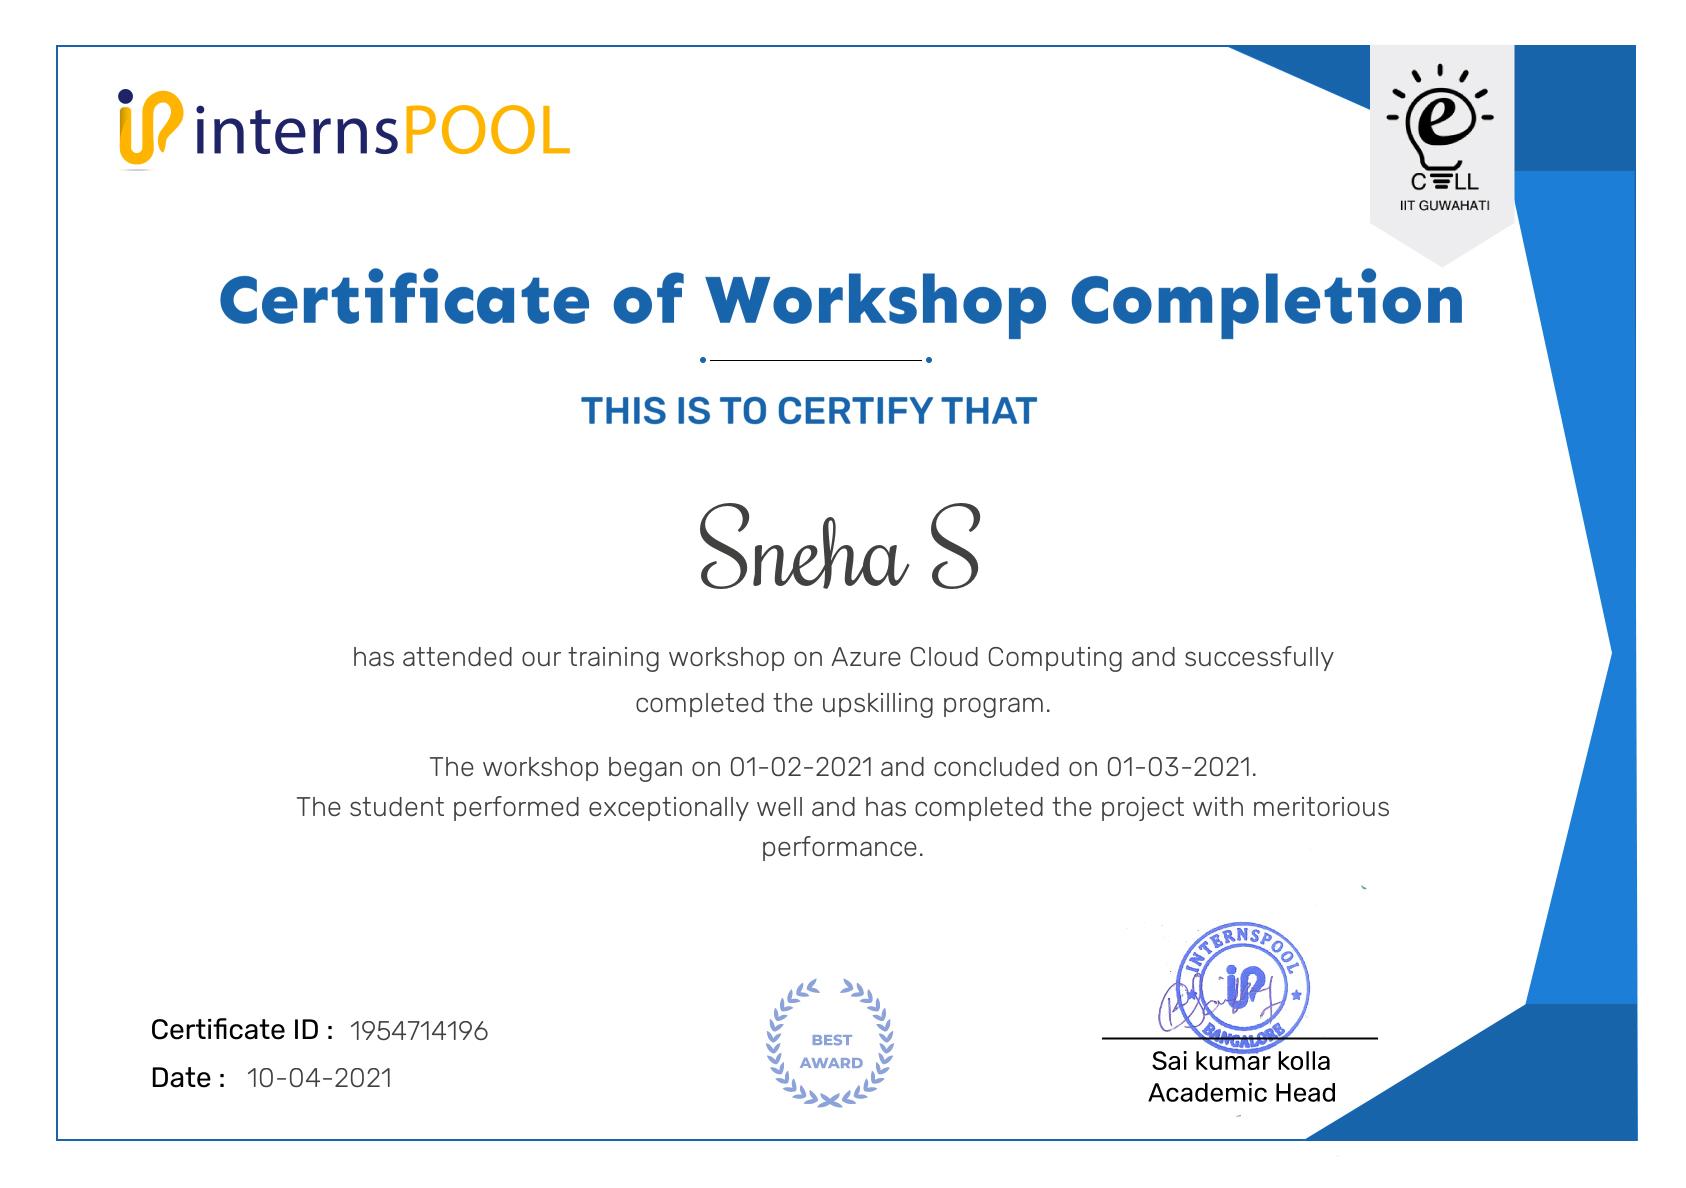 internsPOOL
e
CELL
IIT GUWAHATI
Certificate of Workshop Completion
THIS IS TO CERTIFY THAT
Sneha S
has attended our training workshop on Azure Cloud Computing and successfully
completed the upskilling program.
The workshop began on 01-02-2021 and concluded on 01-03-2021.
The student performed exceptionally well and has completed the project with meritorious
performance.
Certificate ID : 1954714196
Date : 10-04-2021
BEST
AWARD
INTERNSPOOL
iP
BANGALORE
Sai kumar kolla
Academic Head